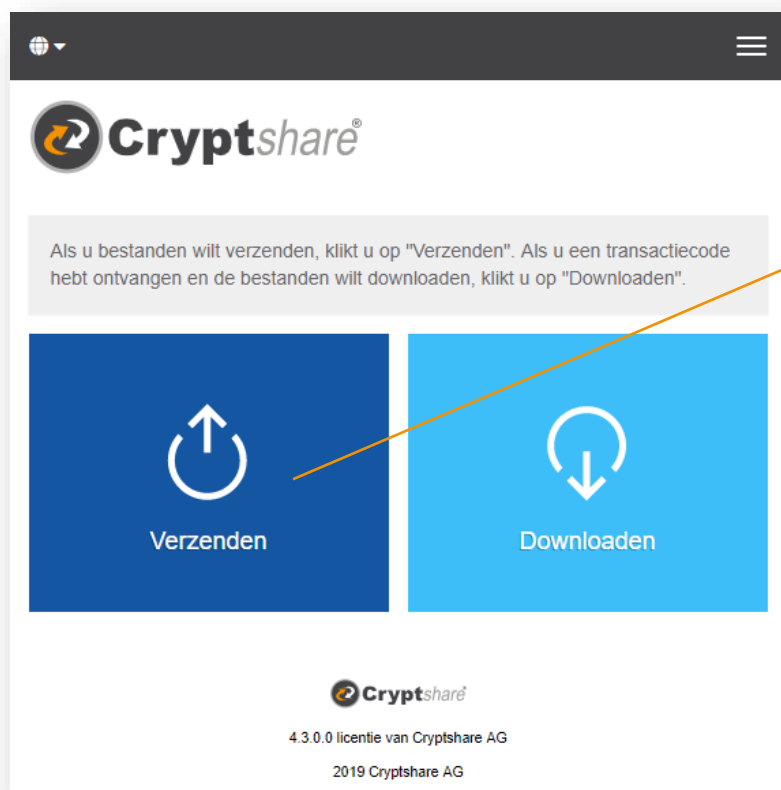 Cryptshare®
Als u bestanden wilt verzenden, klikt u op "Verzenden". Als u een transactiecode
hebt ontvangen en de bestanden wilt downloaden, klikt u op "Downloaden".
Verzenden
Downloaden
Cryptshare®
4.3.0.0 licentie van Cryptshare AG
2019 Cryptshare AG